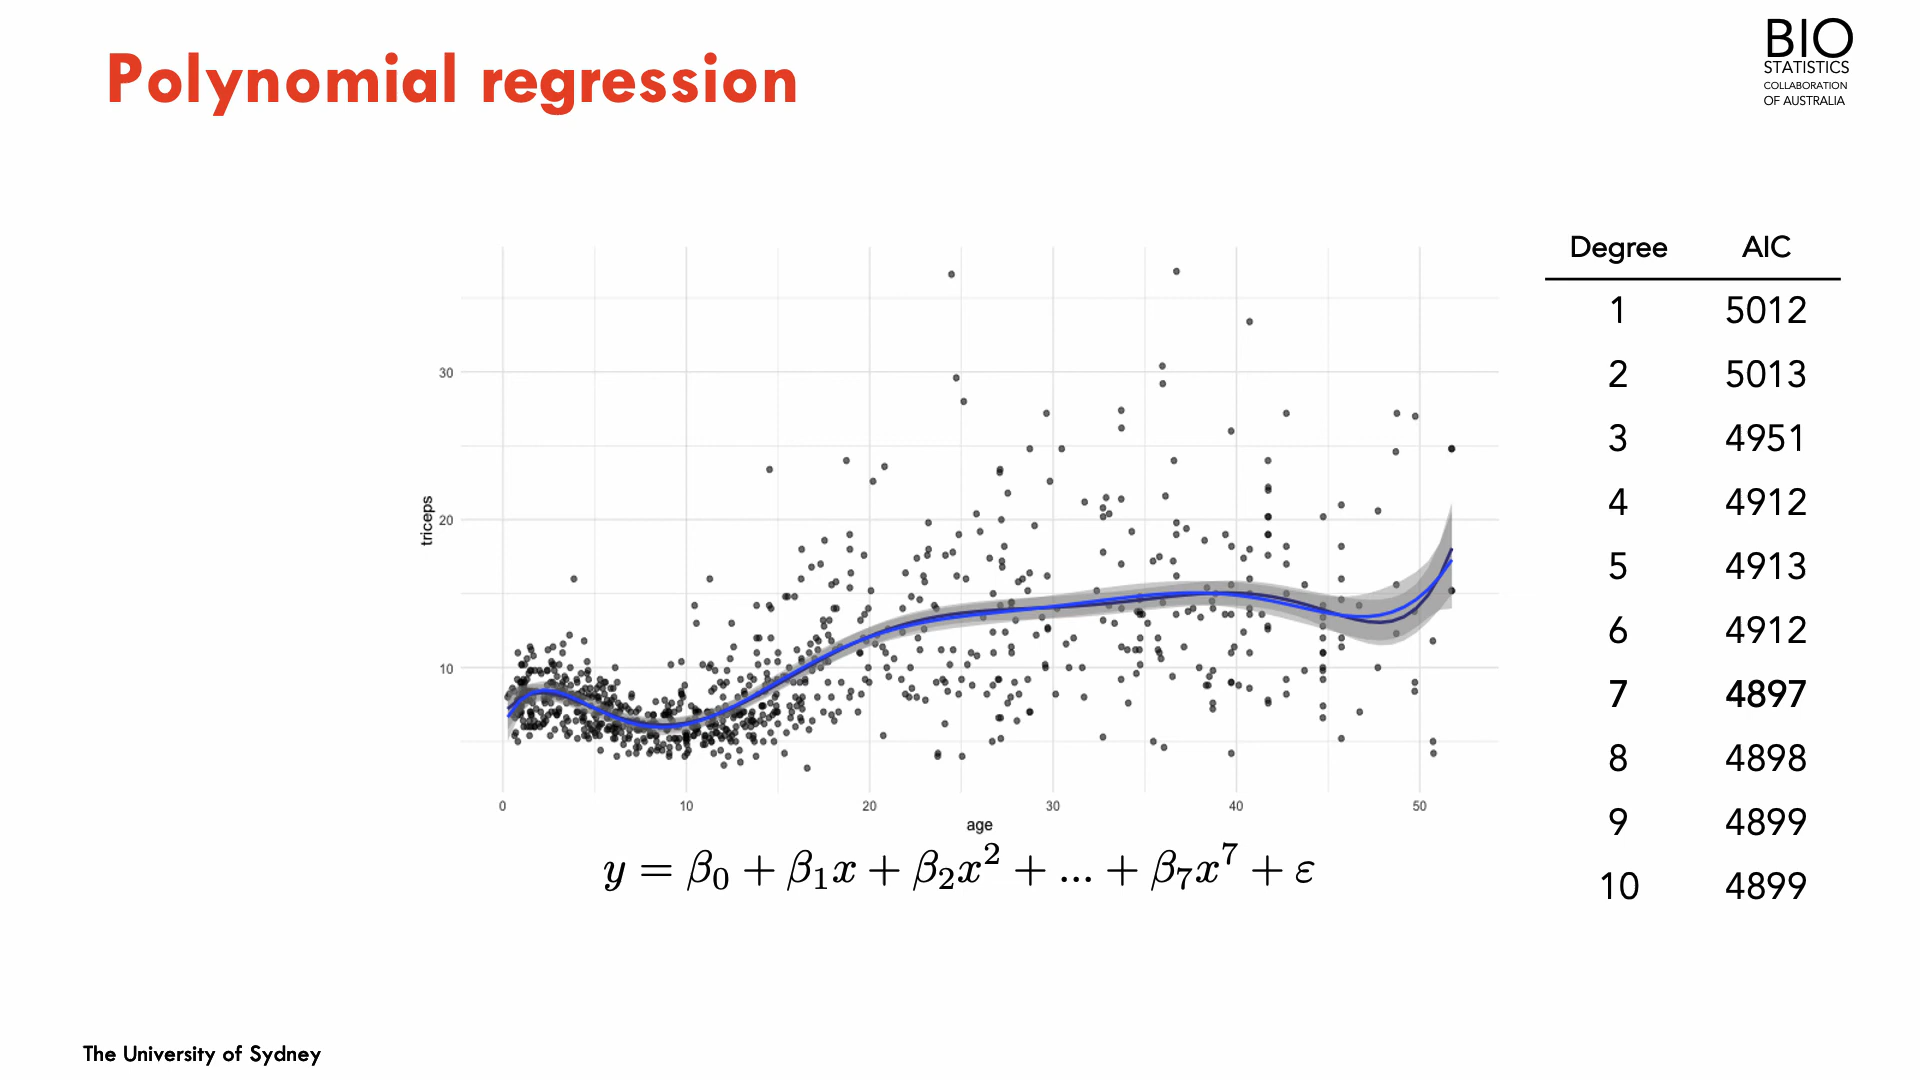 Polynomial regression
BIO
STATISTICS
COLLABORATION
OF AUSTRALIA
Degree AIC
1 5012
2 5013
3 4951
4 4912
5 4913
6 4912
7 4897
8 4898
9 4899
10 4899
triceps
30
20
10
0 10 20 30 40 50
age
y = β₀ + β₁x + β₂x² + ... + β₇x⁷ + ε
The University of Sydney